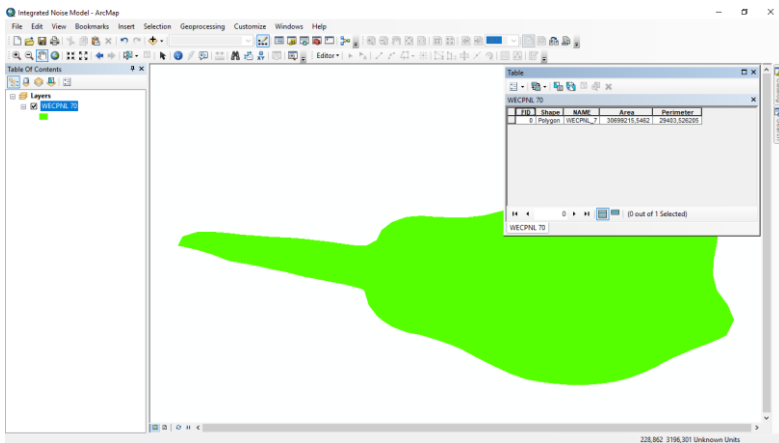 Integrated Noise Model - ArcMap
File Edit View Bookmarks Insert Selection Geoprocessing Customize Windows Help
Editor
Table Of Contents
Layers
WECPNL 70
Table
WECPNL 70
FID Shape NAME Area Perimeter
0 Polygon WECPNL_7 30699215,5462 29403,526205
0 (0 out of 1 Selected)
WECPNL 70
228,862 3196,301 Unknown Units